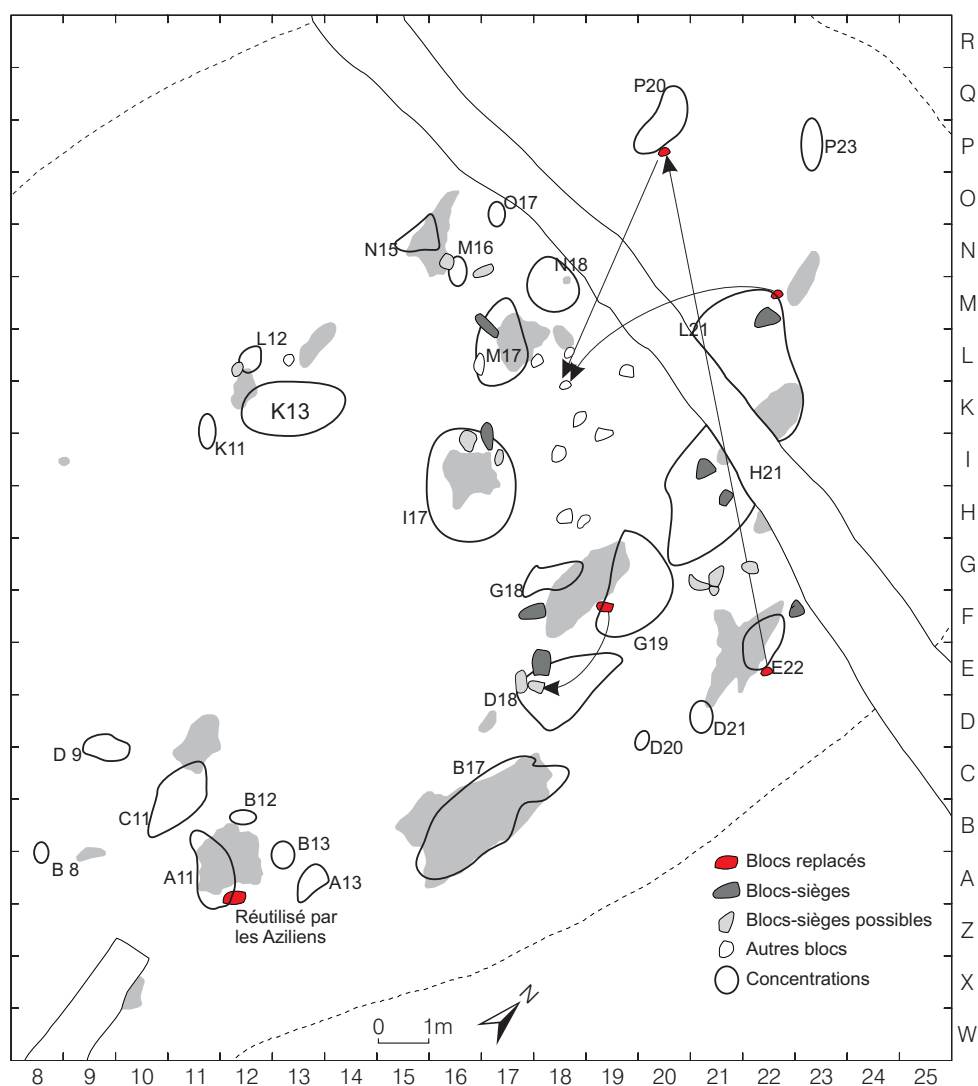 R
Q
P
O
N
M
L
K
I
H
G
F
E
D
C
B
A
Z
X
W
P20
P23
O17
N15
M16
N18
L21
L12
M17
K13
K11
H21
I17
G18
G19
E22
D18
D21
D20
D 9
B17
C11
B12
B13
B 8
A11
A13
Réutilisé par
les Aziliens
Blocs replacés
Blocs-sièges
Blocs-sièges possibles
Autres blocs
Concentrations
N
0 1m
8 9 10 11 12 13 14 15 16 17 18 19 20 21 22 23 24 25